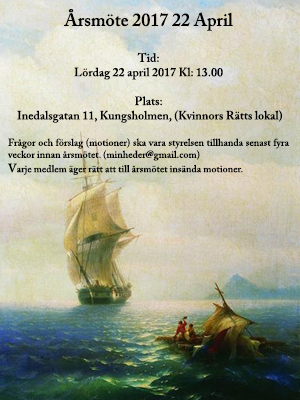 Årsmöte 2017 22 April
Tid:
Lördag 22 april 2017 Kl: 13.00
Plats:
Inedalsgatan 11, Kungsholmen, (Kvinnors Rätts lokal)
Frågor och förslag (motioner) ska vara styrelsen tillhanda senast fyra
veckor innan årsmötet. (minheder@gmail.com)
Varje medlem äger rätt att till årsmötet insända motioner.